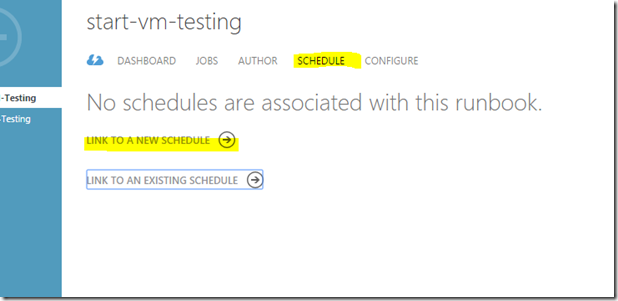 start-vm-testing
DASHBOARD JOBS AUTHOR SCHEDULE CONFIGURE
-Testing
No schedules are associated with this runbook.
-Testing
LINK TO A NEW SCHEDULE
LINK TO AN EXISTING SCHEDULE